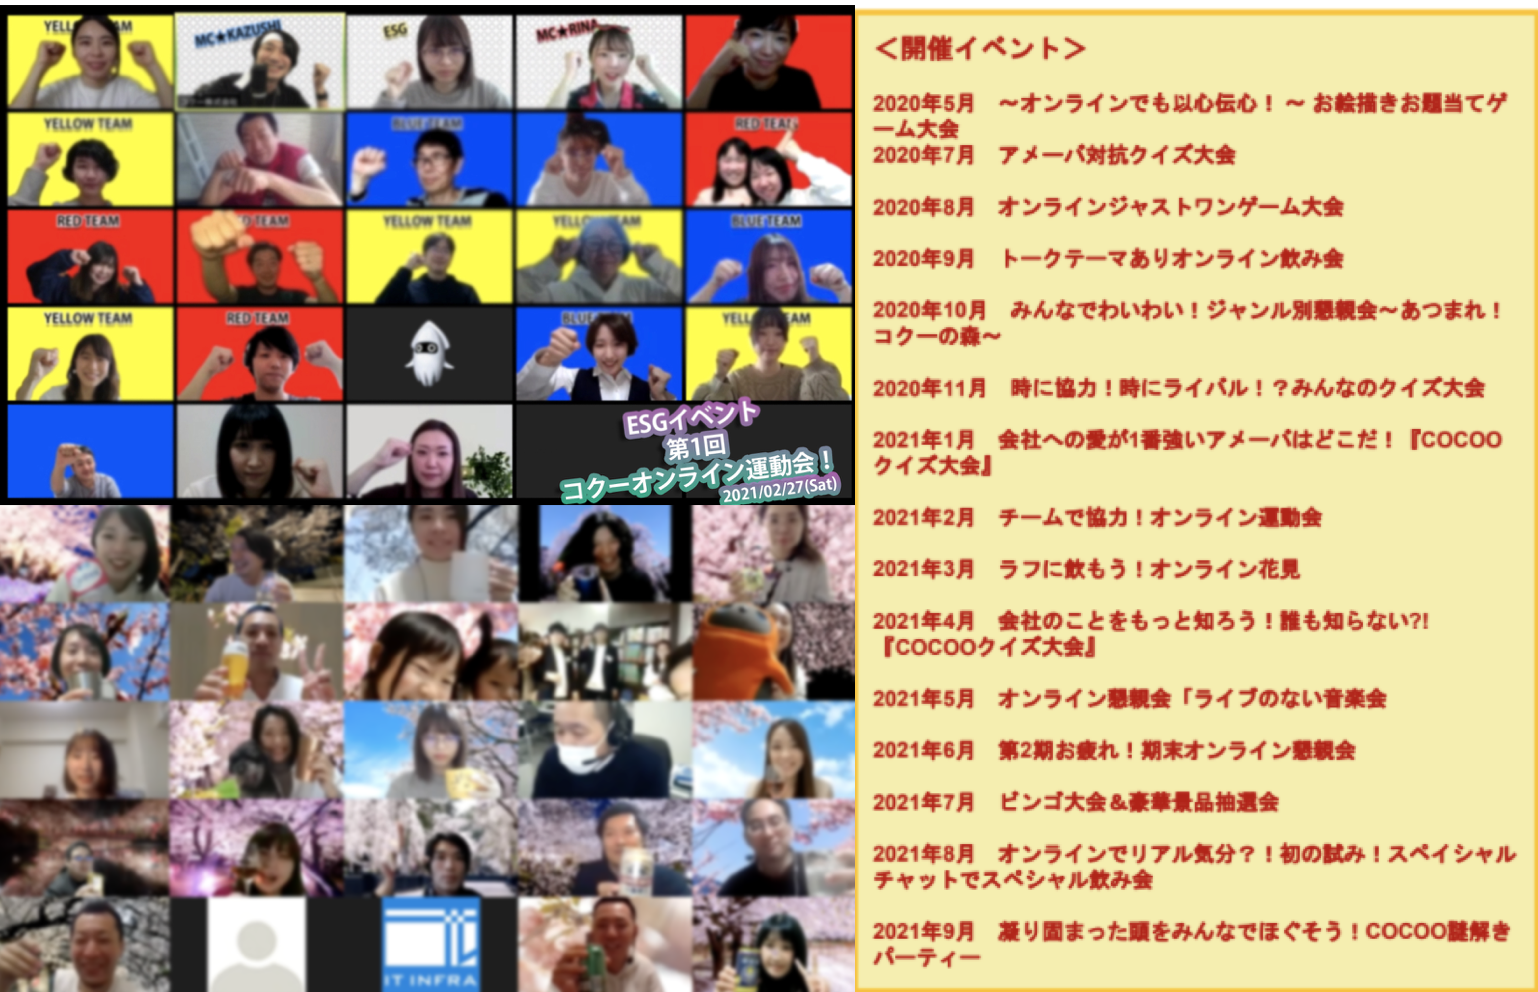 YELLOW TEAM
MC★KAZUSHI
ESG
MC★RINA
YELLOW TEAM
BLUE TEAM
RED TEAM
RED TEAM
RED TEAM
YELLOW TEAM
YELLOW TEAM
BLUE TEAM
YELLOW TEAM
RED TEAM
BLUE TEAM
YELLOW TEAM
ESGイベント
第1回
コクーオンライン運動会！
2021/02/27(Sat)
IT INFRA
＜開催イベント＞
2020年5月　～オンラインでも以心伝心！ ～ お絵描きお題当てゲ
ーム大会
2020年7月　アメーバ対抗クイズ大会
2020年8月　オンラインジャストワンゲーム大会
2020年9月　トークテーマありオンライン飲み会
2020年10月　みんなでわいわい！ジャンル別懇親会～あつまれ！
コクーの森～
2020年11月　時に協力！時にライバル！？みんなのクイズ大会
2021年1月　会社への愛が1番強いアメーバはどこだ！『COCOO
クイズ大会』
2021年2月　チームで協力！オンライン運動会
2021年3月　ラフに飲もう！オンライン花見
2021年4月　会社のことをもっと知ろう！誰も知らない?!
『COCOOクイズ大会』
2021年5月　オンライン懇親会「ライブのない音楽会
2021年6月　第2期お疲れ！期末オンライン懇親会
2021年7月　ビンゴ大会＆豪華景品抽選会
2021年8月　オンラインでリアル気分？！初の試み！スペイシャル
チャットでスペシャル飲み会
2021年9月　凝り固まった頭をみんなでほぐそう！COCOO謎解き
パーティー